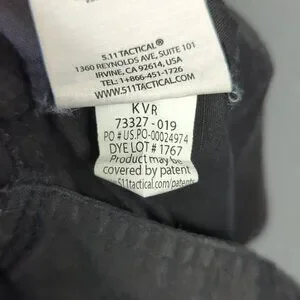 5.11 TACTICAL®
1360 REYNOLDS AVE, SUITE 101
IRVINE, CA 92614, USA
TEL: +1-866-451-1726
WWW.511TACTICAL.COM
KVR
73327-019
PO # US.PO-00024974
DYE LOT # 1767
Product may be
covered by patent
511tactical.com/patents